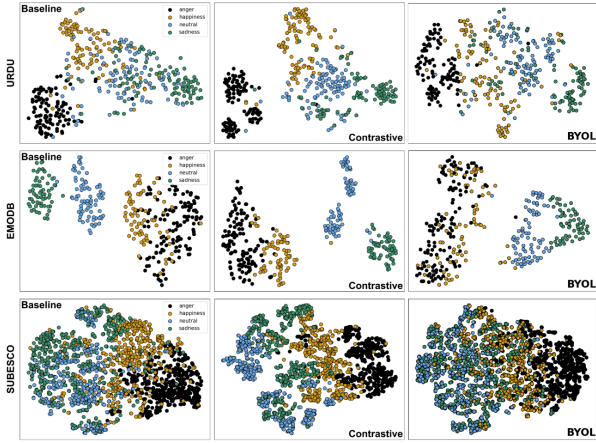 Baseline
anger
happiness
neutral
sadness
URDU
Contrastive
BYOL
Baseline
anger
happiness
neutral
sadness
EMODB
Contrastive
BYOL
Baseline
anger
happiness
neutral
sadness
SUBESCO
Contrastive
BYOL